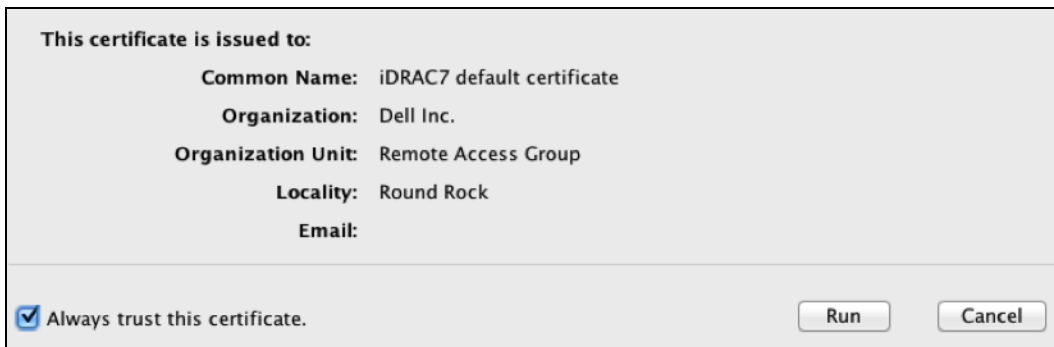 This certificate is issued to:
Common Name: iDRAC7 default certificate
Organization: Dell Inc.
Organization Unit: Remote Access Group
Locality: Round Rock
Email:
Always trust this certificate. Run Cancel